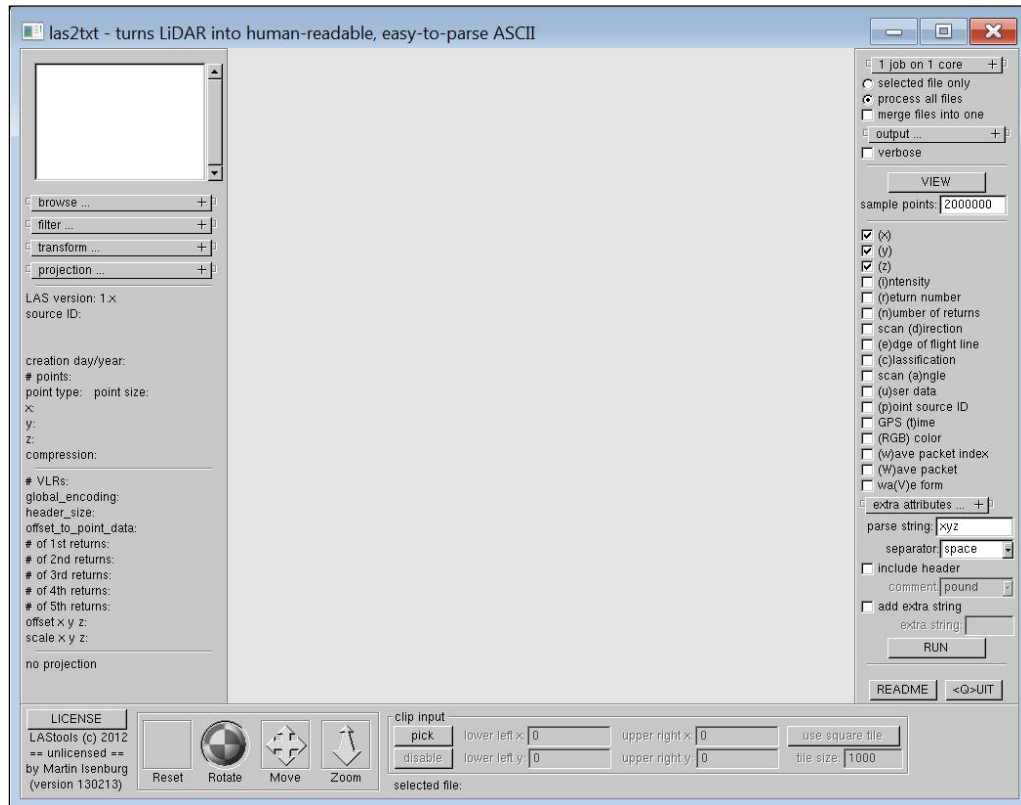 las2txt - turns LiDAR into human-readable, easy-to-parse ASCII
browse ... +
filter ... +
transform ... +
projection ... +
LAS version: 1.x
source ID:
creation day/year:
# points:
point type: point size:
x:
y:
z:
compression:
# VLRs:
global_encoding:
header_size:
offset_to_point_data:
# of 1st returns:
# of 2nd returns:
# of 3rd returns:
# of 4th returns:
# of 5th returns:
offset x y z:
scale x y z:
no projection
1 job on 1 core +
selected file only
process all files
merge files into one
output ... +
verbose
VIEW
sample points: 2000000
(x)
(y)
(z)
(i)ntensity
(r)eturn number
(n)umber of returns
scan (d)irection
(e)dge of flight line
(c)lassification
scan (a)ngle
(u)ser data
(p)oint source ID
GPS (t)ime
(RGB) color
(w)ave packet index
(W)ave packet
wa(V)e form
extra attributes ... +
parse string: xyz
separator: space
include header
comment: pound
add extra string
extra string:
RUN
README <Q>UIT
LICENSE
LAStools (c) 2012
== unlicensed ==
by Martin Isenburg
(version 130213)
Reset Rotate Move Zoom
clip input
pick lower left x: 0 upper right x: 0 use square tile
disable lower left y: 0 upper right y: 0 tile size: 1000
selected file: